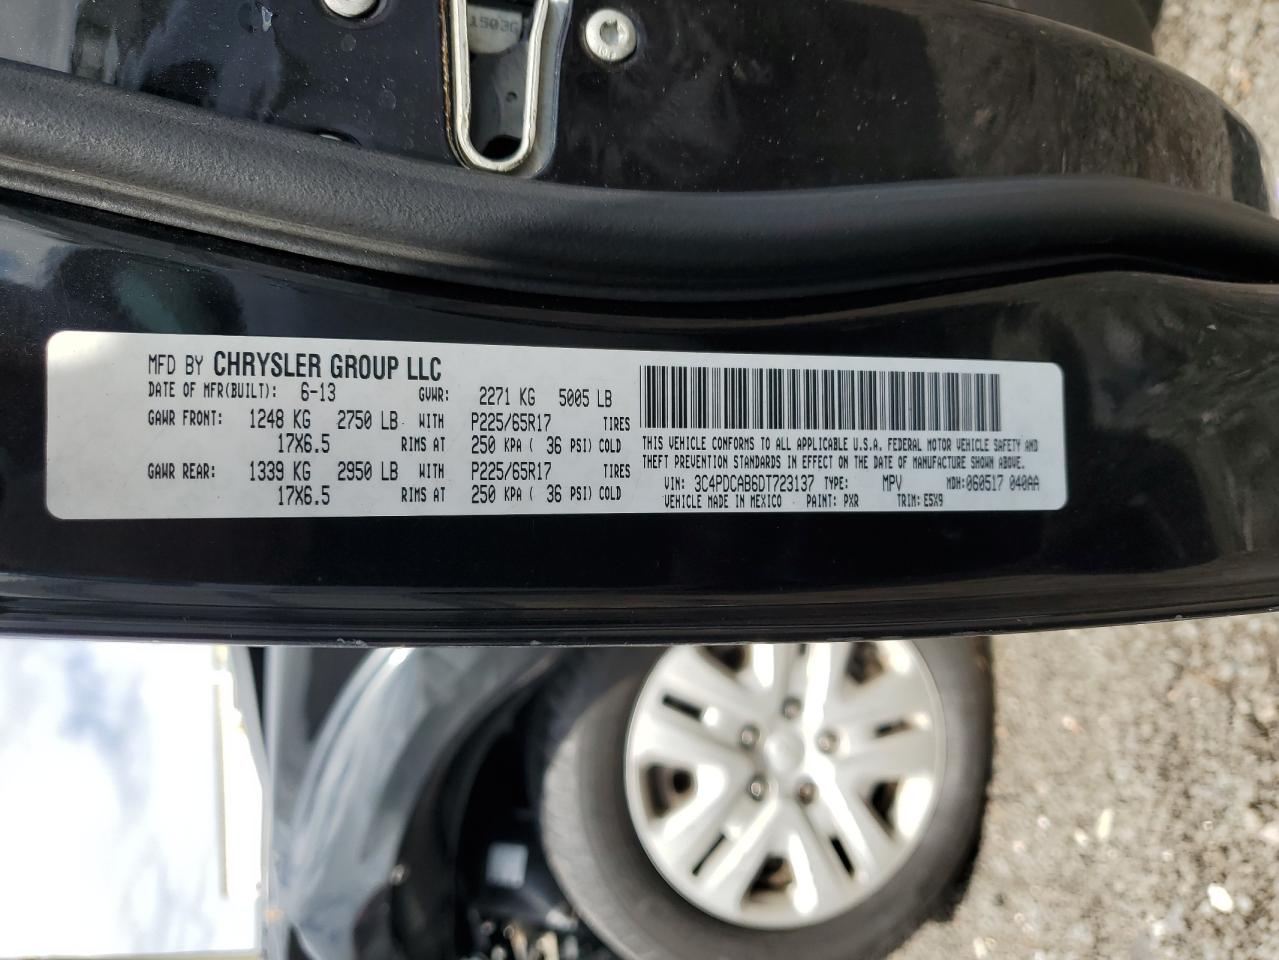 1503G
MFD BY CHRYSLER GROUP LLC
DATE OF MFR(BUILT): 6-13 GVWR: 2271 KG 5005 LB
GAWR FRONT: 1248 KG 2750 LB WITH P225/65R17 TIRES
17X6.5 RIMS AT 250 KPA ( 36 PSI) COLD
GAWR REAR: 1339 KG 2950 LB WITH P225/65R17 TIRES
17X6.5 RIMS AT 250 KPA ( 36 PSI) COLD
THIS VEHICLE CONFORMS TO ALL APPLICABLE U.S.A. FEDERAL MOTOR VEHICLE SAFETY AND
THEFT PREVENTION STANDARDS IN EFFECT ON THE DATE OF MANUFACTURE SHOWN ABOVE.
VIN: 3C4PDCAB6DT723137 TYPE: MPV MDH: 060517 040AA
VEHICLE MADE IN MEXICO PAINT: PXR TRIM: E5X9